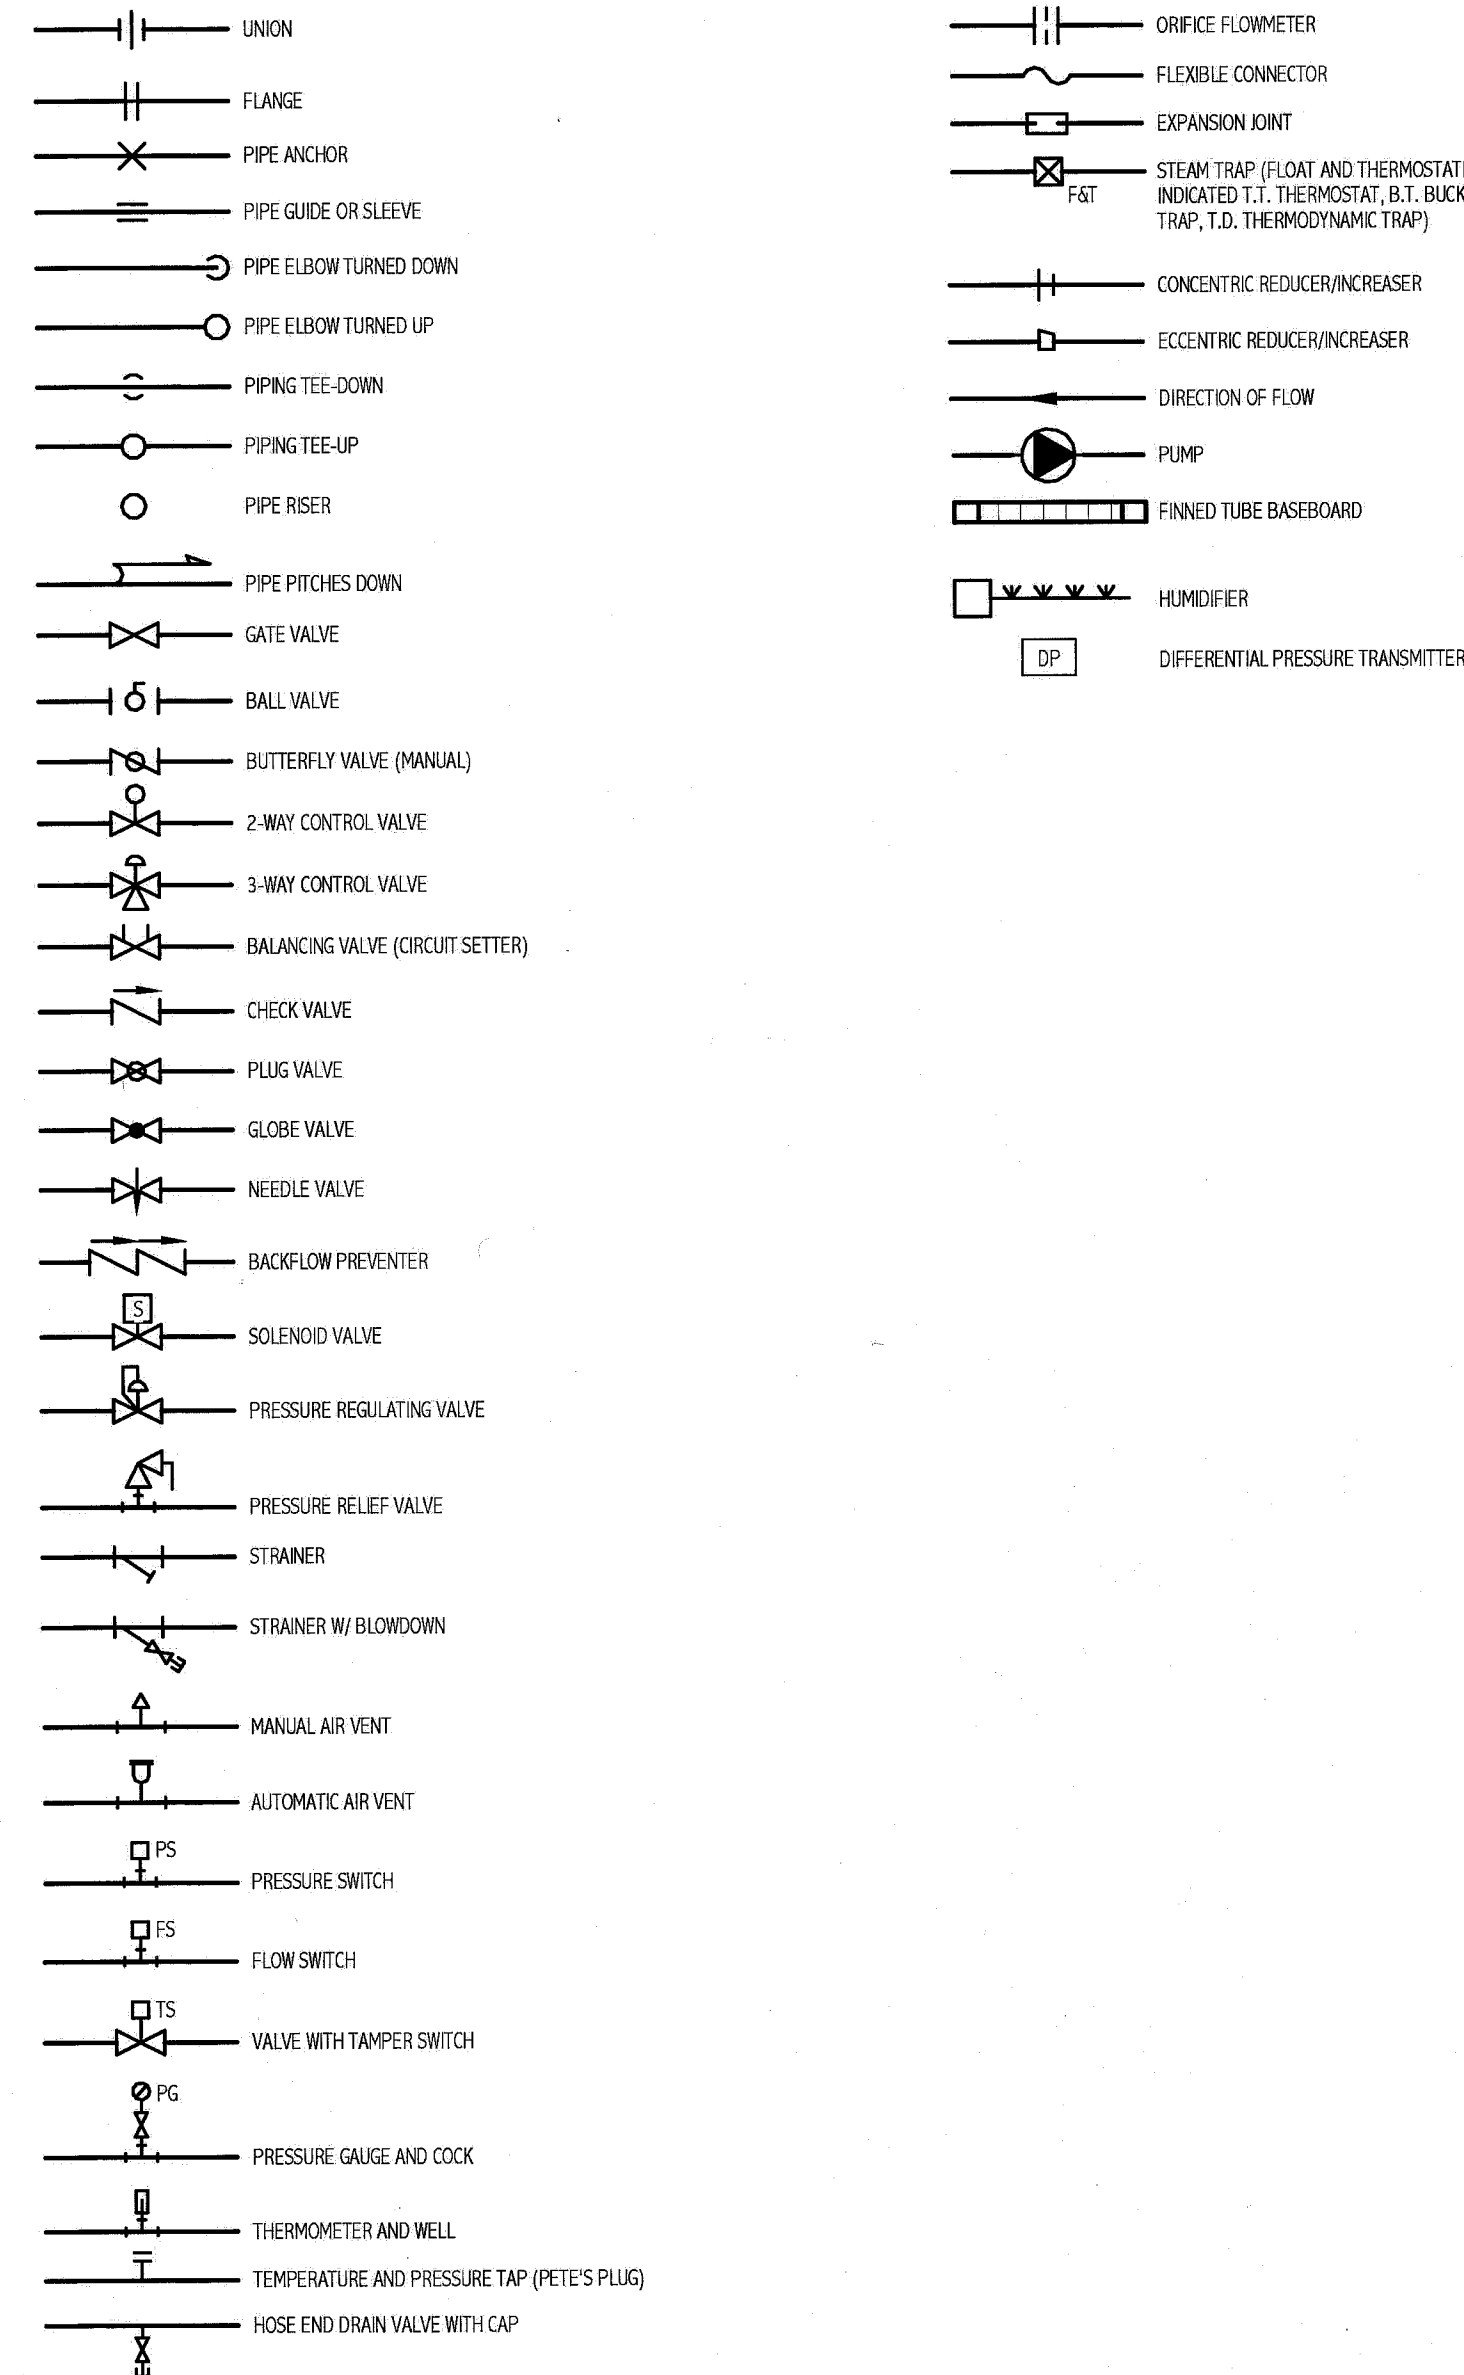 UNION
FLANGE
PIPE ANCHOR
PIPE GUIDE OR SLEEVE
PIPE ELBOW TURNED DOWN
PIPE ELBOW TURNED UP
PIPING TEE-DOWN
PIPING TEE-UP
PIPE RISER
PIPE PITCHES DOWN
GATE VALVE
BALL VALVE
BUTTERFLY VALVE (MANUAL)
2-WAY CONTROL VALVE
3-WAY CONTROL VALVE
BALANCING VALVE (CIRCUIT SETTER)
CHECK VALVE
PLUG VALVE
GLOBE VALVE
NEEDLE VALVE
BACKFLOW PREVENTER
S
SOLENOID VALVE
PRESSURE REGULATING VALVE
PRESSURE RELIEF VALVE
STRAINER
STRAINER W/ BLOWDOWN
MANUAL AIR VENT
AUTOMATIC AIR VENT
PS
PRESSURE SWITCH
FS
FLOW SWITCH
TS
VALVE WITH TAMPER SWITCH
PG
PRESSURE GAUGE AND COCK
THERMOMETER AND WELL
TEMPERATURE AND PRESSURE TAP (PETE'S PLUG)
HOSE END DRAIN VALVE WITH CAP
ORIFICE FLOWMETER
FLEXIBLE CONNECTOR
EXPANSION JOINT
STEAM TRAP (FLOAT AND THERMOSTATI
F&T
INDICATED T.T. THERMOSTAT, B.T. BUCK
TRAP, T.D. THERMODYNAMIC TRAP)
CONCENTRIC REDUCER/INCREASER
ECCENTRIC REDUCER/INCREASER
DIRECTION OF FLOW
PUMP
FINNED TUBE BASEBOARD
HUMIDIFIER
DP
DIFFERENTIAL PRESSURE TRANSMITTER